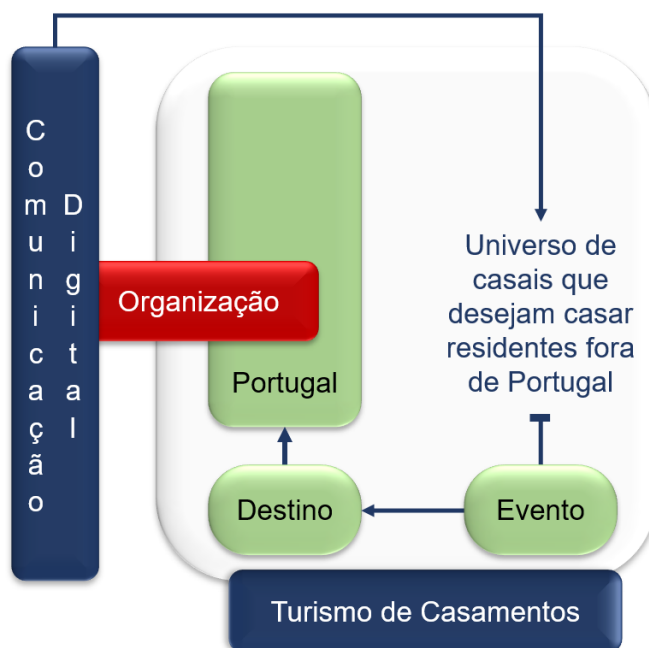 Comunicação
Digital
Organização
Portugal
Universo de
casais que
desejam casar
residentes fora
de Portugal
Destino
Evento
Turismo de Casamentos